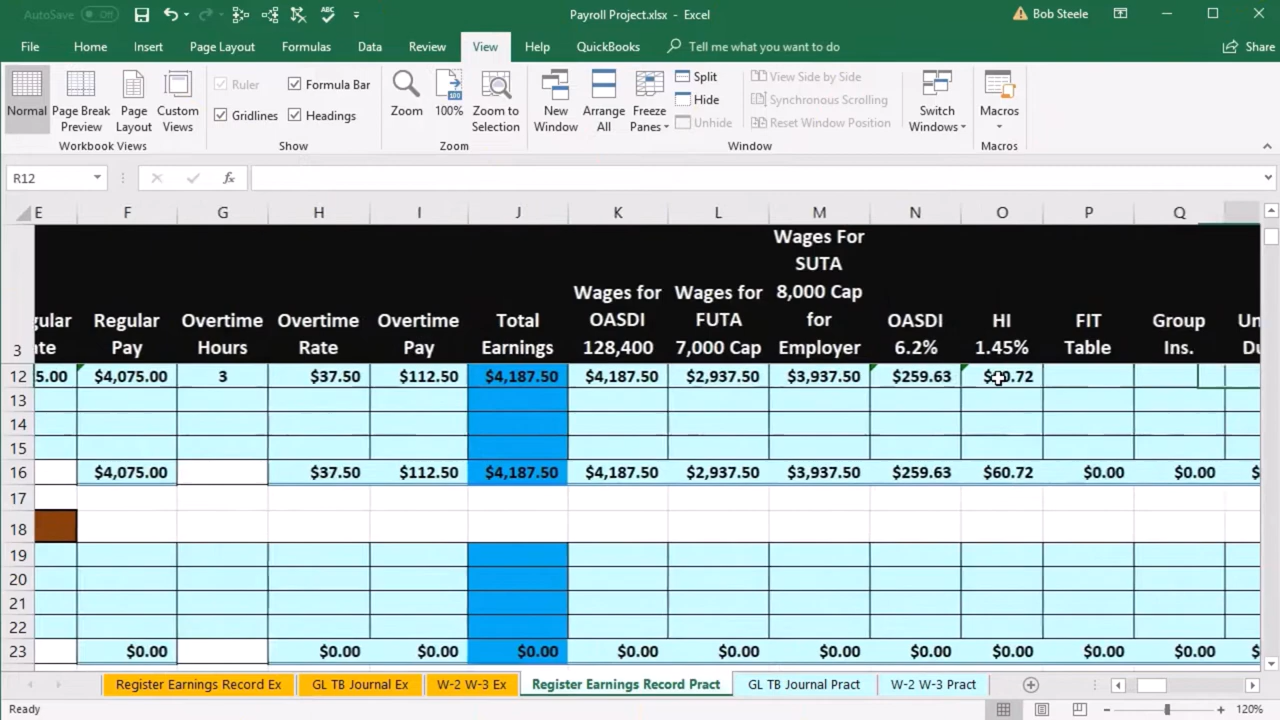 AutoSave Off Payroll Project.xlsx - Excel Bob Steele
File Home Insert Page Layout Formulas Data Review View Help QuickBooks Tell me what you want to do Share
Normal Page Break Preview Page Layout Custom Views
Ruler Formula Bar
Gridlines Headings
Zoom 100% Zoom to Selection
New Window Arrange All Freeze Panes
Split
Hide
Unhide
View Side by Side
Synchronous Scrolling
Reset Window Position
Switch Windows Macros
Workbook Views Show Zoom Window Macros
R12 fx
E F G H I J K L M N O P Q
Wages For
SUTA
Wages for Wages for 8,000 Cap
gular Regular Overtime Overtime Overtime Total OASDI FUTA for OASDI HI FIT Group Un
3 te Pay Hours Rate Pay Earnings 128,400 7,000 Cap Employer 6.2% 1.45% Table Ins. Du
12 5.00 $4,075.00 3 $37.50 $112.50 $4,187.50 $4,187.50 $2,937.50 $3,937.50 $259.63
13
14
15
16 $4,075.00 $37.50 $112.50 $4,187.50 $4,187.50 $2,937.50 $3,937.50 $259.63 $60.72 $0.00 $0.00 $
17
18
19
20
21
22
23 $0.00 $0.00 $0.00 $0.00 $0.00 $0.00 $0.00 $0.00 $0.00 $0.00 $0.00 $
Register Earnings Record Ex GL TB Journal Ex W-2 W-3 Ex Register Earnings Record Pract GL TB Journal Pract W-2 W-3 Pract
Ready 120%